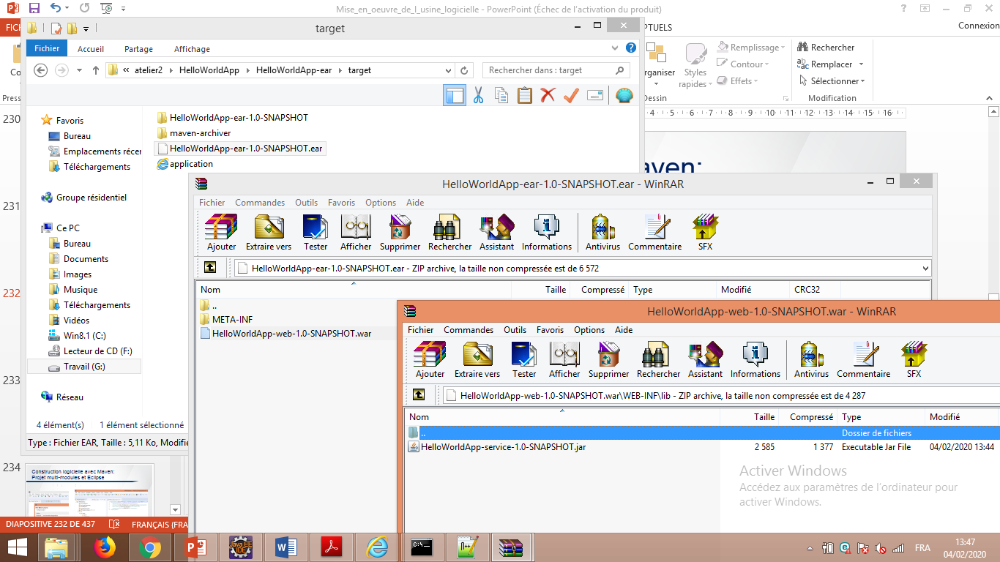 Mise_en_oeuvre_de_l_usine_logicielle - PowerPoint (Échec de l'activation du produit)
FICH
PTUELS
Connexion
target
Fichier Accueil Partage Affichage
« atelier2 HelloWorldApp HelloWorldApp-ear target
Rechercher dans : target
Co
Press
rganiser
Styles rapides
Remplissage
Contour
Effets
Dessin
Rechercher
Remplacer
Sélectionner
Modification
230
231
232
233
234
4 5 6 7 8 9 10 11 12 13 14 15 16
aven:
Favoris
Bureau
Emplacements récer
Téléchargements
Groupe résidentiel
Ce PC
Bureau
Documents
Images
Musique
Téléchargements
Vidéos
Win8.1 (C:)
Lecteur de CD (F:)
Travail (G:)
Réseau
HelloWorldApp-ear-1.0-SNAPSHOT
maven-archiver
HelloWorldApp-ear-1.0-SNAPSHOT.ear
application
4 élément(s) 1 élément sélectionné
Type : Fichier EAR, Taille : 5,11 Ko, Modifié
HelloWorldApp-ear-1.0-SNAPSHOT.ear - WinRAR
Fichier Commandes Outils Favoris Options Aide
Ajouter Extraire vers Tester Afficher Supprimer Rechercher Assistant Informations Antivirus Commentaire SFX
HelloWorldApp-ear-1.0-SNAPSHOT.ear - ZIP archive, la taille non compressée est de 6 572
Nom Taille Compressé Type Modifié CRC32
..
META-INF
HelloWorldApp-web-1.0-SNAPSHOT.war
HelloWorldApp-web-1.0-SNAPSHOT.war - WinRAR
Fichier Commandes Outils Favoris Options Aide
Ajouter Extraire vers Tester Afficher Supprimer Rechercher Assistant Informations Antivirus Commentaire SFX
HelloWorldApp-web-1.0-SNAPSHOT.war\WEB-INF\lib - ZIP archive, la taille non compressée est de 4 287
Nom Taille Compressé Type Modifié
.. Dossier de fichiers
HelloWorldApp-service-1.0-SNAPSHOT.jar 2 585 1 377 Executable Jar File 04/02/2020 13:44
Activer Windows
Accédez aux paramètres de l'ordinateur pour
activer Windows.
Construction logicielle avec Maven:
Projet multi-modules et Eclipse
DIAPOSITIVE 232 DE 437 FRANÇAIS (FRA
Java EE
IDE
C:\
FRA
13:47
04/02/2020